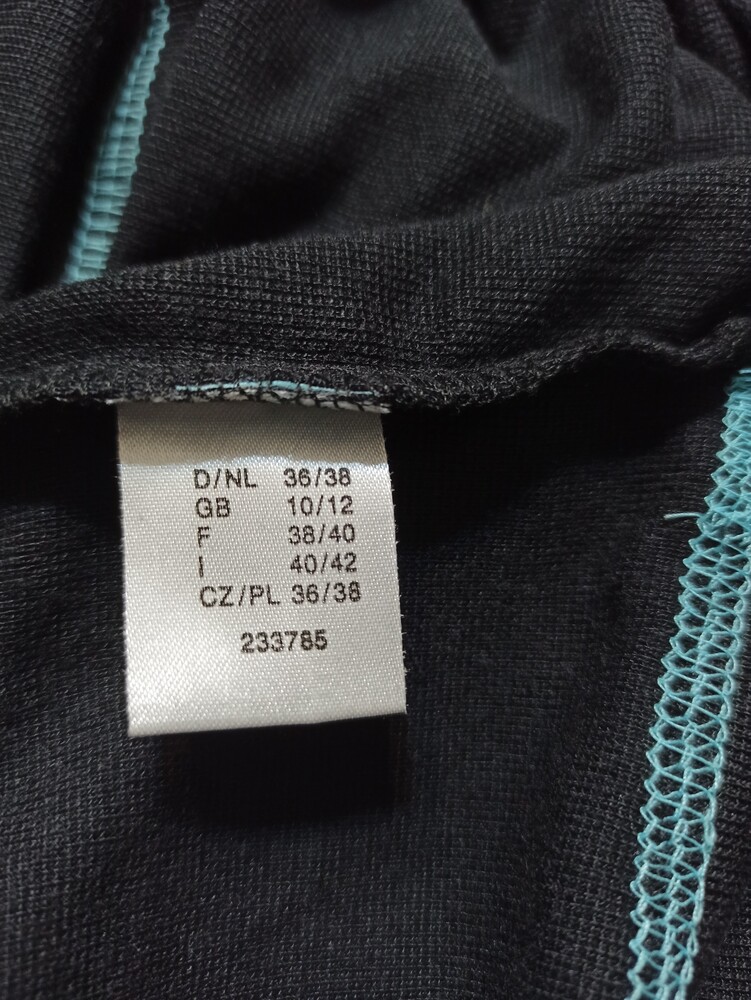 D/NL 36/38
GB 10/12
F 38/40
I 40/42
CZ/PL 36/38
233785